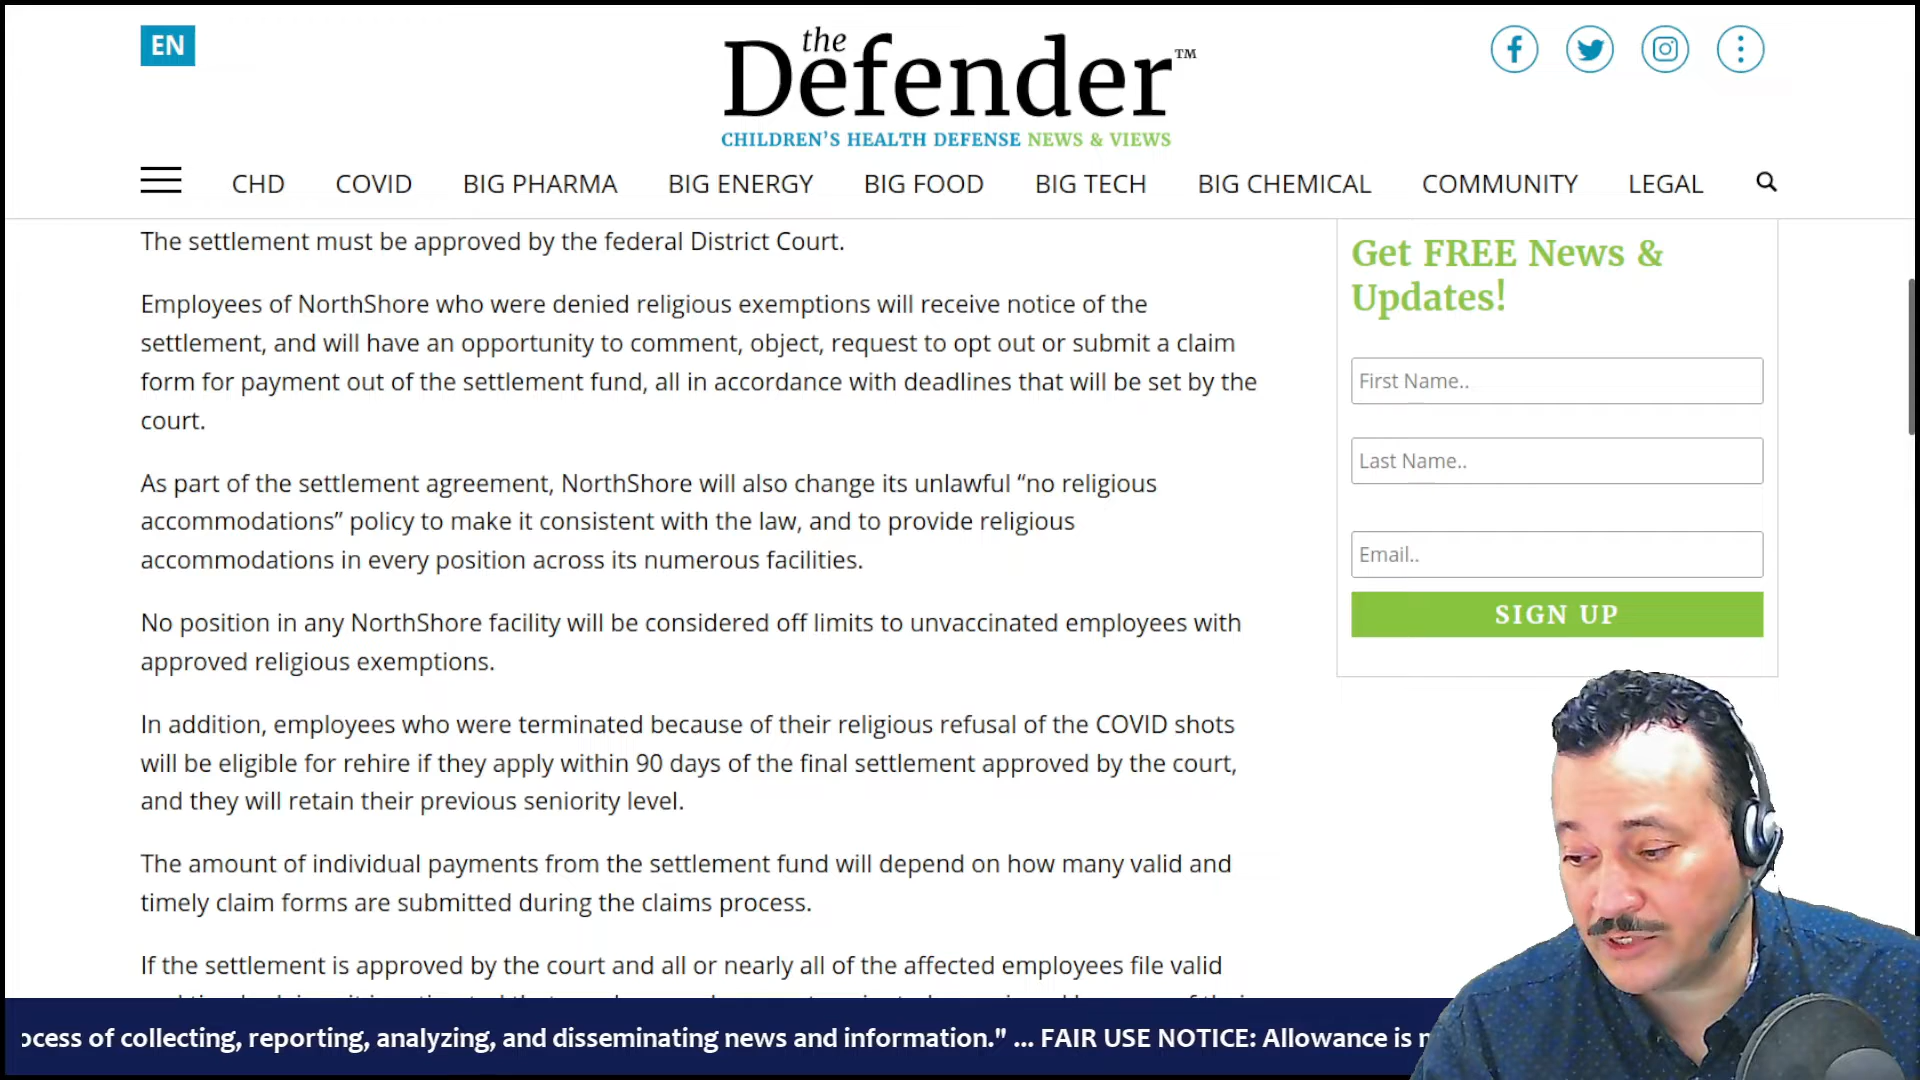 EN
the
Defender™
CHILDREN'S HEALTH DEFENSE NEWS & VIEWS
CHD COVID BIG PHARMA BIG ENERGY BIG FOOD BIG TECH BIG CHEMICAL COMMUNITY LEGAL
The settlement must be approved by the federal District Court.
Employees of NorthShore who were denied religious exemptions will receive notice of the
settlement, and will have an opportunity to comment, object, request to opt out or submit a claim
form for payment out of the settlement fund, all in accordance with deadlines that will be set by the
court.
As part of the settlement agreement, NorthShore will also change its unlawful “no religious
accommodations” policy to make it consistent with the law, and to provide religious
accommodations in every position across its numerous facilities.
No position in any NorthShore facility will be considered off limits to unvaccinated employees with
approved religious exemptions.
In addition, employees who were terminated because of their religious refusal of the COVID shots
will be eligible for rehire if they apply within 90 days of the final settlement approved by the court,
and they will retain their previous seniority level.
The amount of individual payments from the settlement fund will depend on how many valid and
timely claim forms are submitted during the claims process.
If the settlement is approved by the court and all or nearly all of the affected employees file valid
Get FREE News &
Updates!
First Name..
Last Name..
Email..
SIGN UP
ocess of collecting, reporting, analyzing, and disseminating news and information." ... FAIR USE NOTICE: Allowance is